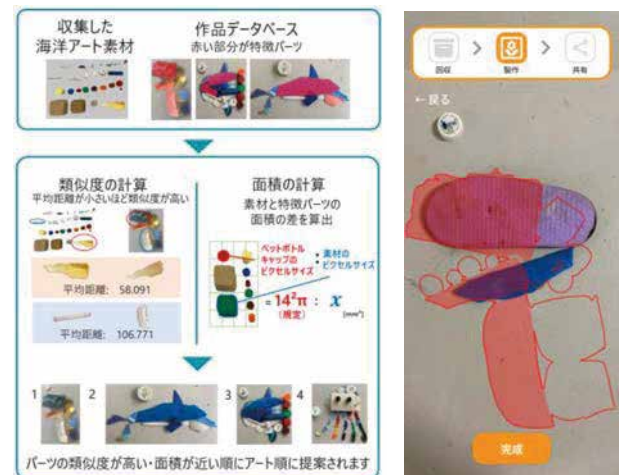 収集した
海洋アート素材
作品データベース
赤い部分が特徴パーツ
類似度の計算
平均距離が小さいほど類似度が高い
平均距離: 58.091
平均距離: 106.771
面積の計算
素材と特徴パーツの
面積の差を算出
ペットボトル
キャップの
ピクセルサイズ
:
素材の
ピクセルサイズ
= 14²π : x
(規定)
[mm²]
1 2 3 4
パーツの類似度が高い・面積が近い順にアート順に提案されます
回収 > 製作 > 共有
←戻る
完成